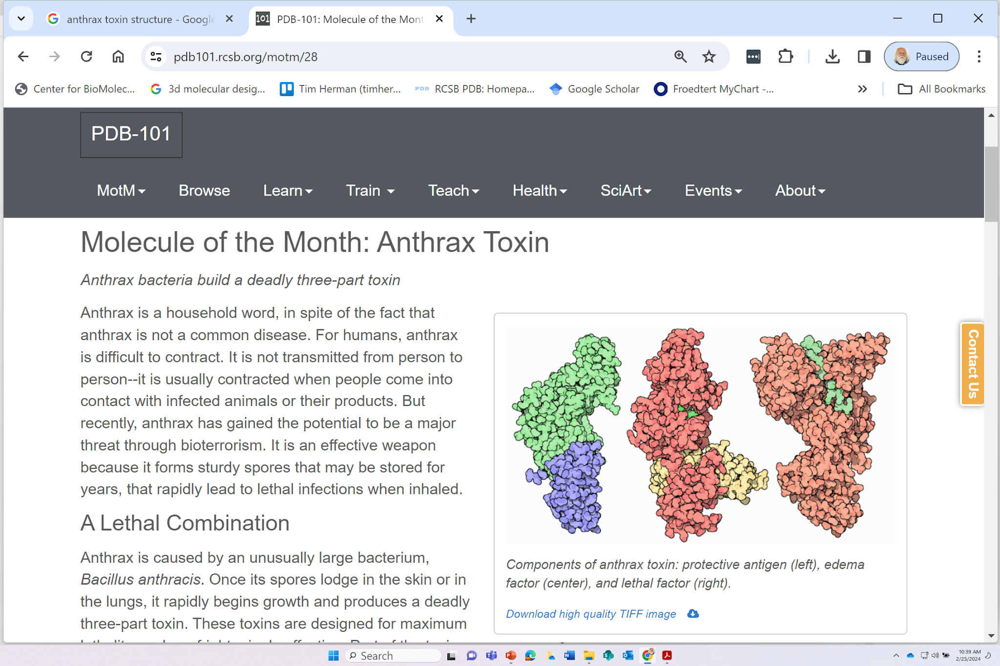 anthrax toxin structure - Google
101 PDB-101: Molecule of the Mont
pdb101.rcsb.org/motm/28
Paused
Center for BioMolec...
3d molecular desig...
Tim Herman (timher...
PDB RCSB PDB: Homepa...
Google Scholar
Froedtert MyChart -...
All Bookmarks
PDB-101
MotM Browse Learn Train Teach Health SciArt Events About
Molecule of the Month: Anthrax Toxin
Anthrax bacteria build a deadly three-part toxin
Anthrax is a household word, in spite of the fact that
anthrax is not a common disease. For humans, anthrax
is difficult to contract. It is not transmitted from person to
person--it is usually contracted when people come into
contact with infected animals or their products. But
recently, anthrax has gained the potential to be a major
threat through bioterrorism. It is an effective weapon
because it forms sturdy spores that may be stored for
years, that rapidly lead to lethal infections when inhaled.
A Lethal Combination
Anthrax is caused by an unusually large bacterium,
Bacillus anthracis. Once its spores lodge in the skin or in
the lungs, it rapidly begins growth and produces a deadly
three-part toxin. These toxins are designed for maximum
Components of anthrax toxin: protective antigen (left), edema
factor (center), and lethal factor (right).
Download high quality TIFF image
Contact Us
Search
10:39 AM
2/25/2024